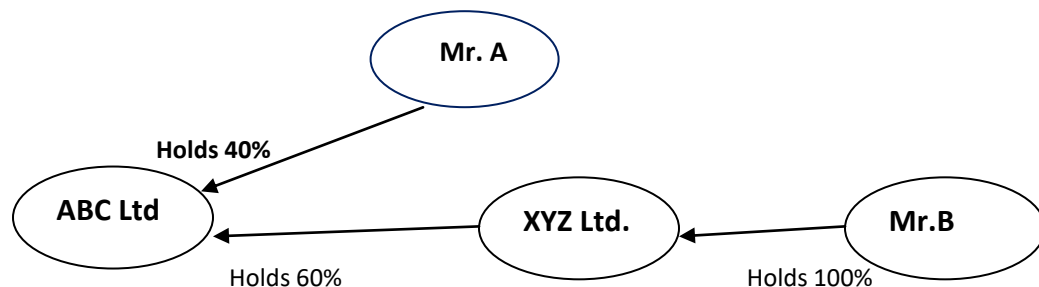 Mr. A
Holds 40%
ABC Ltd
XYZ Ltd.
Mr.B
Holds 60%
Holds 100%